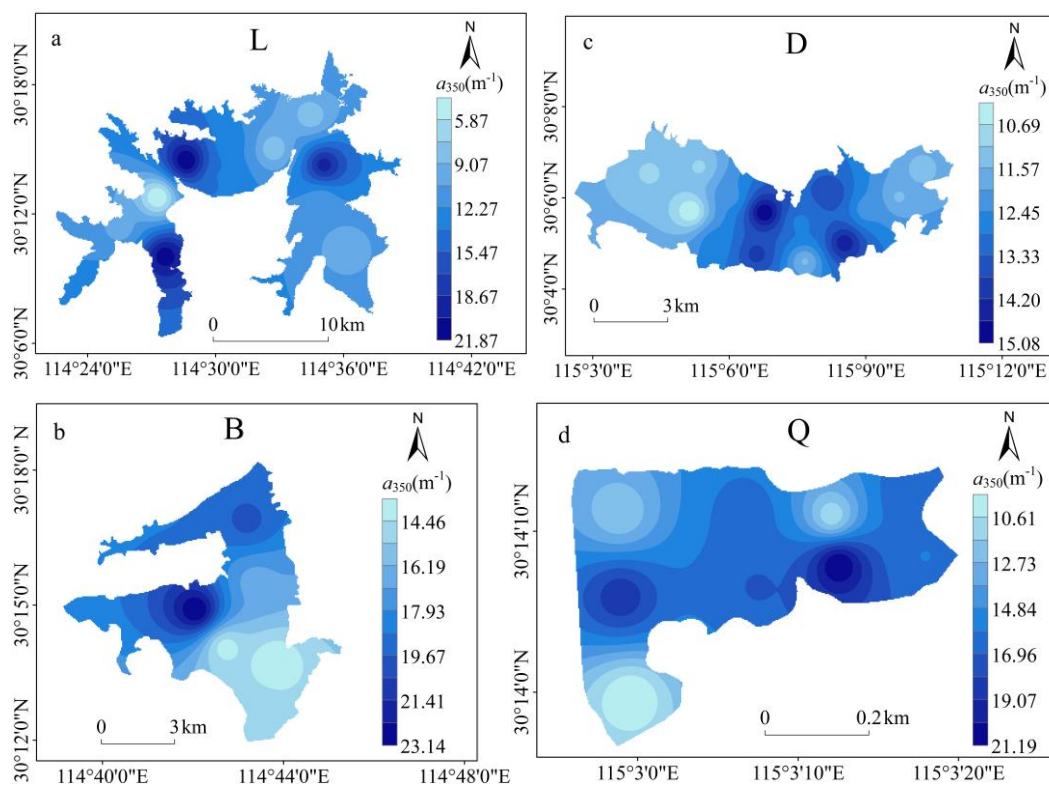 a
L
N
a350(m-1)
5.87
9.07
12.27
15.47
18.67
21.87
30°18'0"N
30°12'0"N
30°6'0"N
0 10 km
114°24'0"E 114°30'0"E 114°36'0"E 114°42'0"E
c
D
N
a350(m-1)
10.69
11.57
12.45
13.33
14.20
15.08
30°8'0"N
30°6'0"N
30°4'0"N
0 3 km
115°3'0"E 115°6'0"E 115°9'0"E 115°12'0"E
b
B
N
a350(m-1)
14.46
16.19
17.93
19.67
21.41
23.14
30°18'0" N
30°15'0"N
30°12'0"N
0 3 km
114°40'0"E 114°44'0"E 114°48'0"E
d
Q
N
a350(m-1)
10.61
12.73
14.84
16.96
19.07
21.19
30°14'10"N
30°14'0"N
0 0.2 km
115°3'0"E 115°3'10"E 115°3'20"E